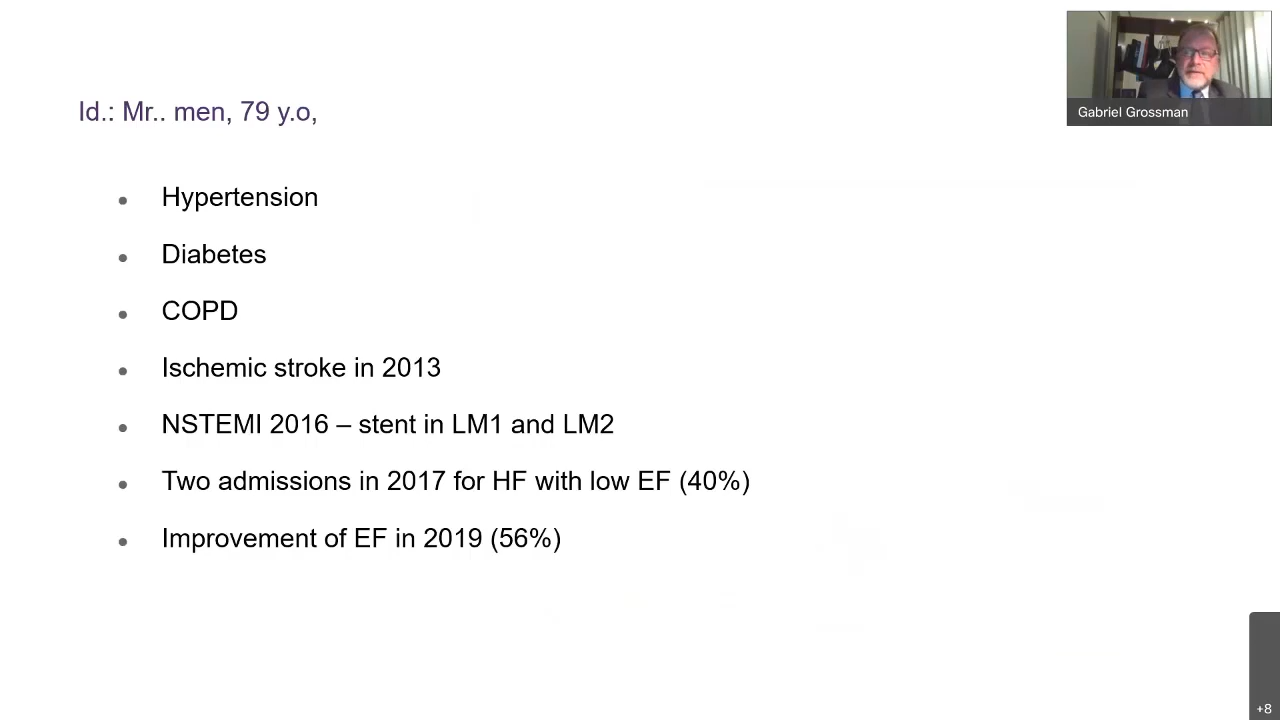 Id.: Mr.. men, 79 y.o,
Gabriel Grossman
• Hypertension
• Diabetes
• COPD
• Ischemic stroke in 2013
• NSTEMI 2016 – stent in LM1 and LM2
• Two admissions in 2017 for HF with low EF (40%)
• Improvement of EF in 2019 (56%)
+8